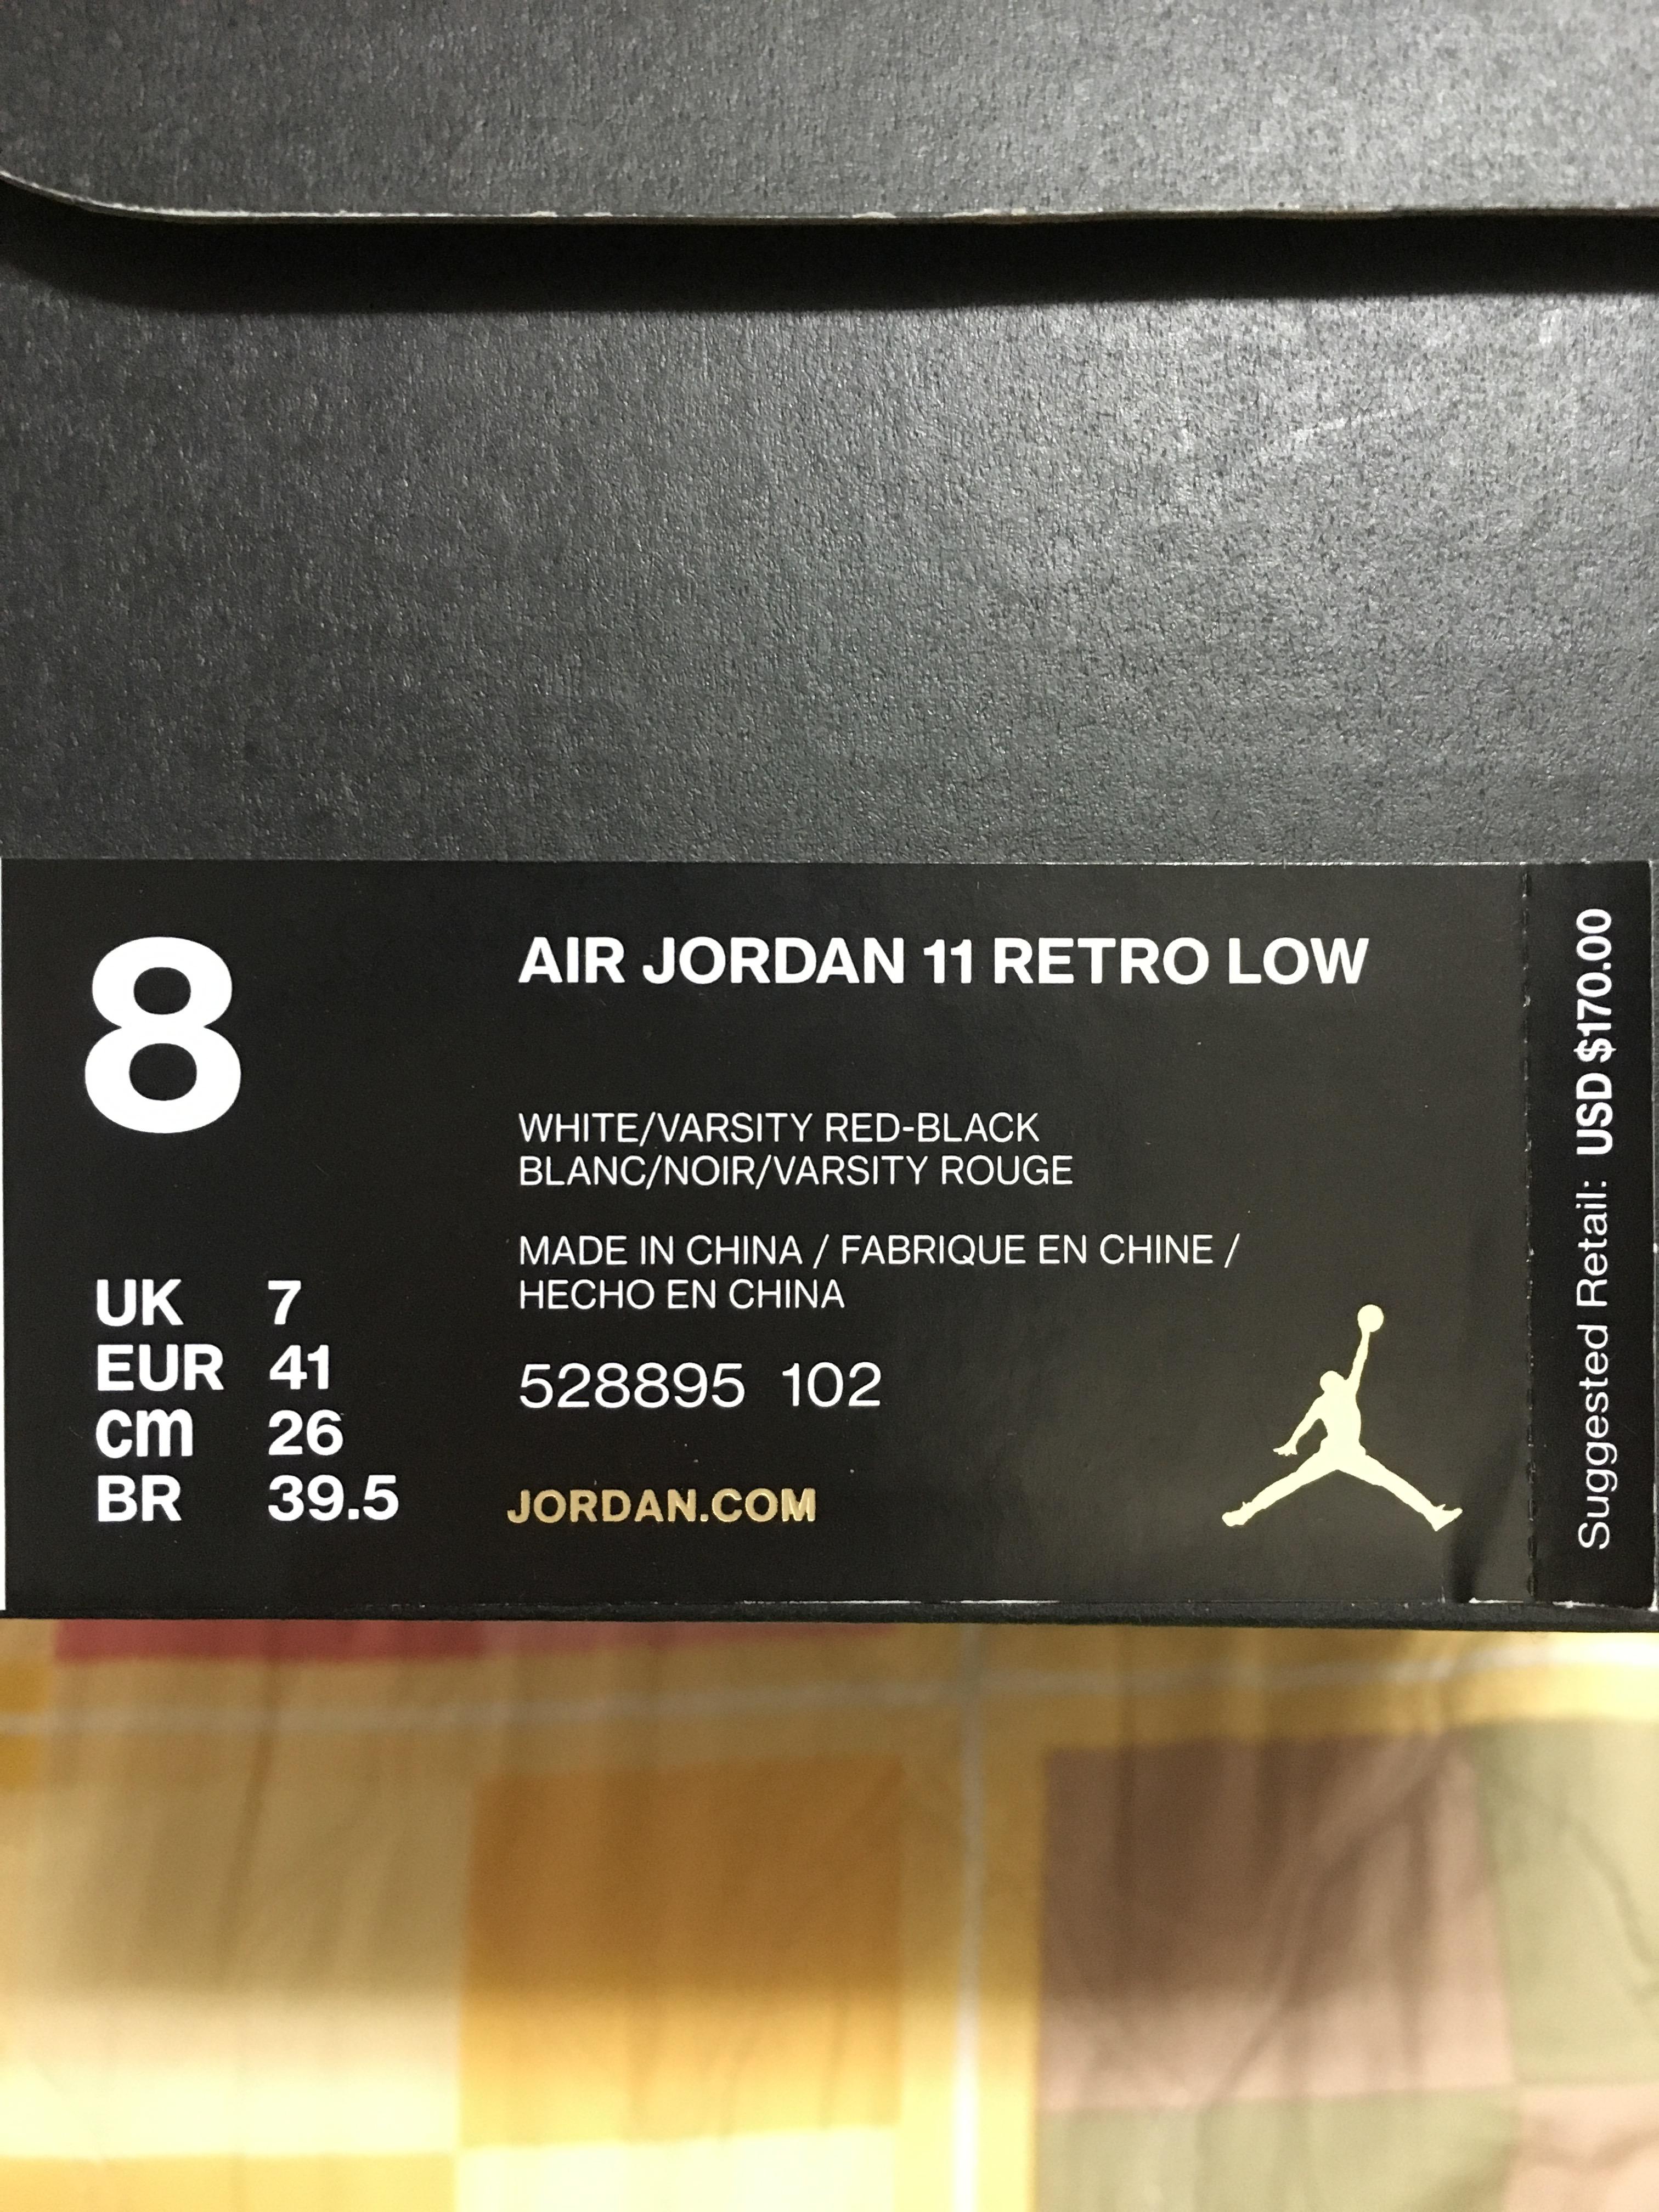 8
AIR JORDAN 11 RETRO LOW
WHITE/VARSITY RED-BLACK
BLANC/NOIR/VARSITY ROUGE
MADE IN CHINA / FABRIQUE EN CHINE /
HECHO EN CHINA
UK 7
EUR 41
cm 26
BR 39.5
528895 102
JORDAN.COM
Suggested Retail: USD $170.00